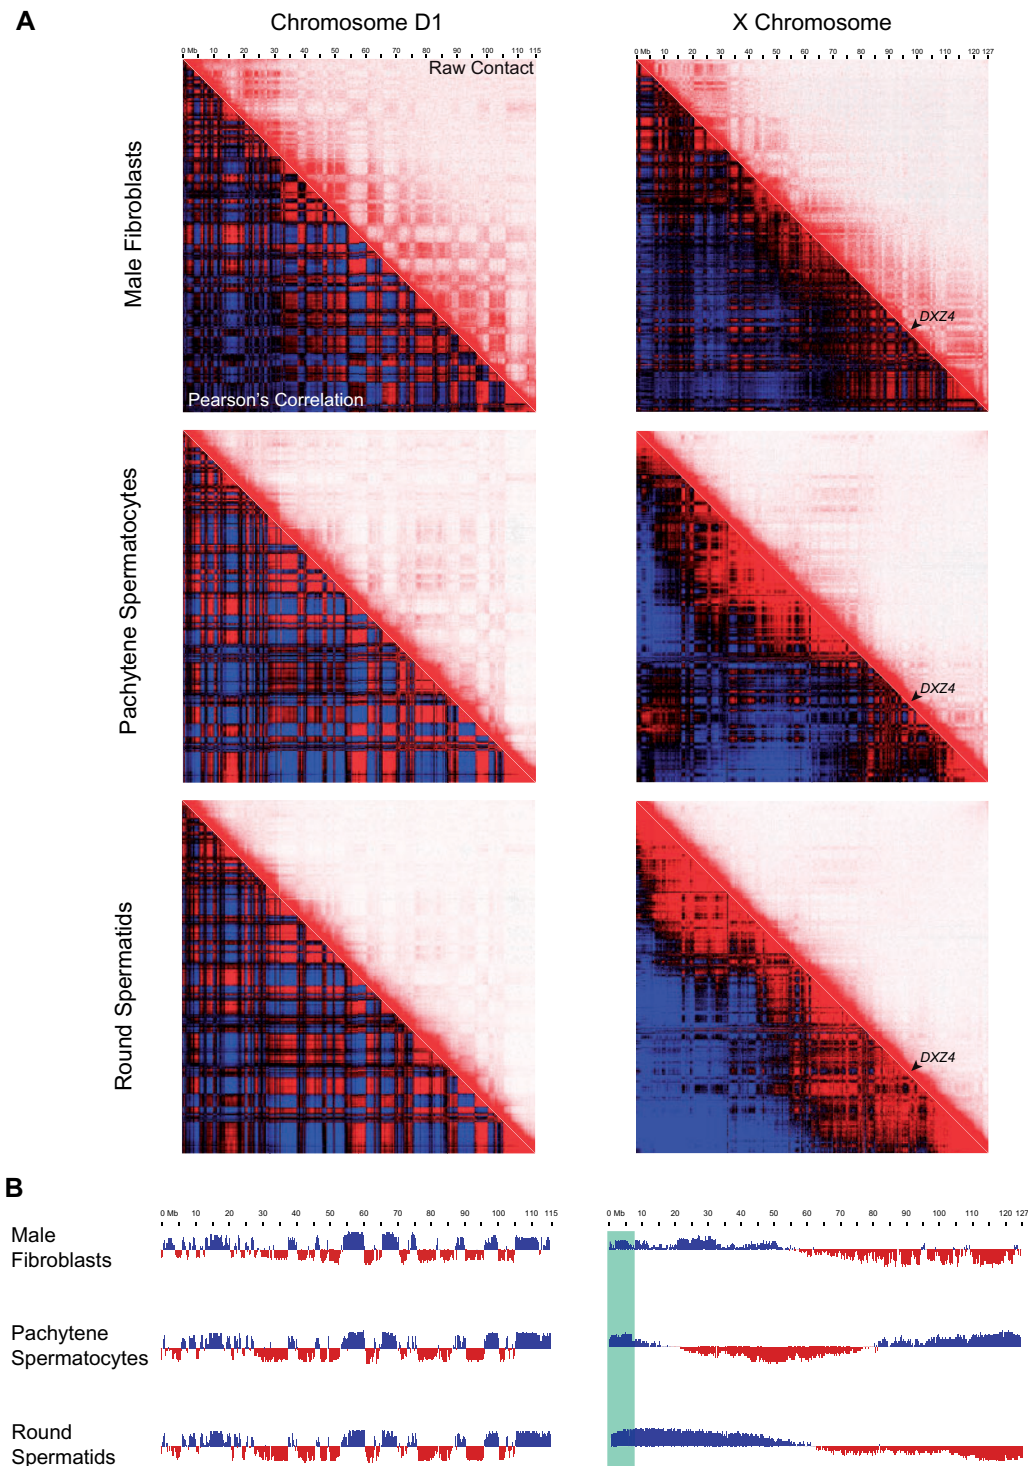 A
Chromosome D1
X Chromosome
0 Mb 10 20 30 40 50 60 70 80 90 100 110 115
0 Mb 10 20 30 40 50 60 70 80 90 100 110 120 127
Raw Contact
Male Fibroblasts
DXZ4
Pearson's Correlation
Pachytene Spermatocytes
DXZ4
Round Spermatids
DXZ4
B
0 Mb 10 20 30 40 50 60 70 80 90 100 110 115
0 Mb 10 20 30 40 50 60 70 80 90 100 110 120 127
Male
Fibroblasts
Pachytene
Spermatocytes
Round
Spermatids